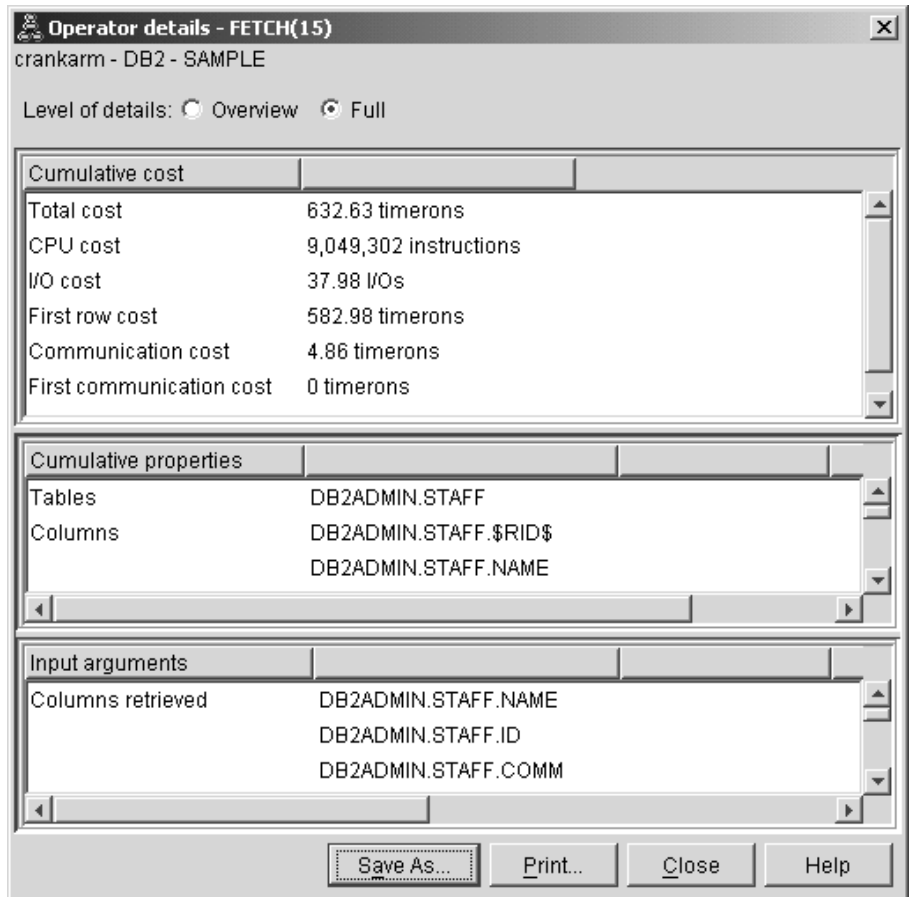 Operator details - FETCH(15)
crankarm - DB2 - SAMPLE
Level of details: Overview Full
Cumulative cost
Total cost 632.63 timerons
CPU cost 9,049,302 instructions
I/O cost 37.98 I/Os
First row cost 582.98 timerons
Communication cost 4.86 timerons
First communication cost 0 timerons
Cumulative properties
Tables DB2ADMIN.STAFF
Columns DB2ADMIN.STAFF.$RID$
DB2ADMIN.STAFF.NAME
Input arguments
Columns retrieved DB2ADMIN.STAFF.NAME
DB2ADMIN.STAFF.ID
DB2ADMIN.STAFF.COMM
Save As... Print... Close Help